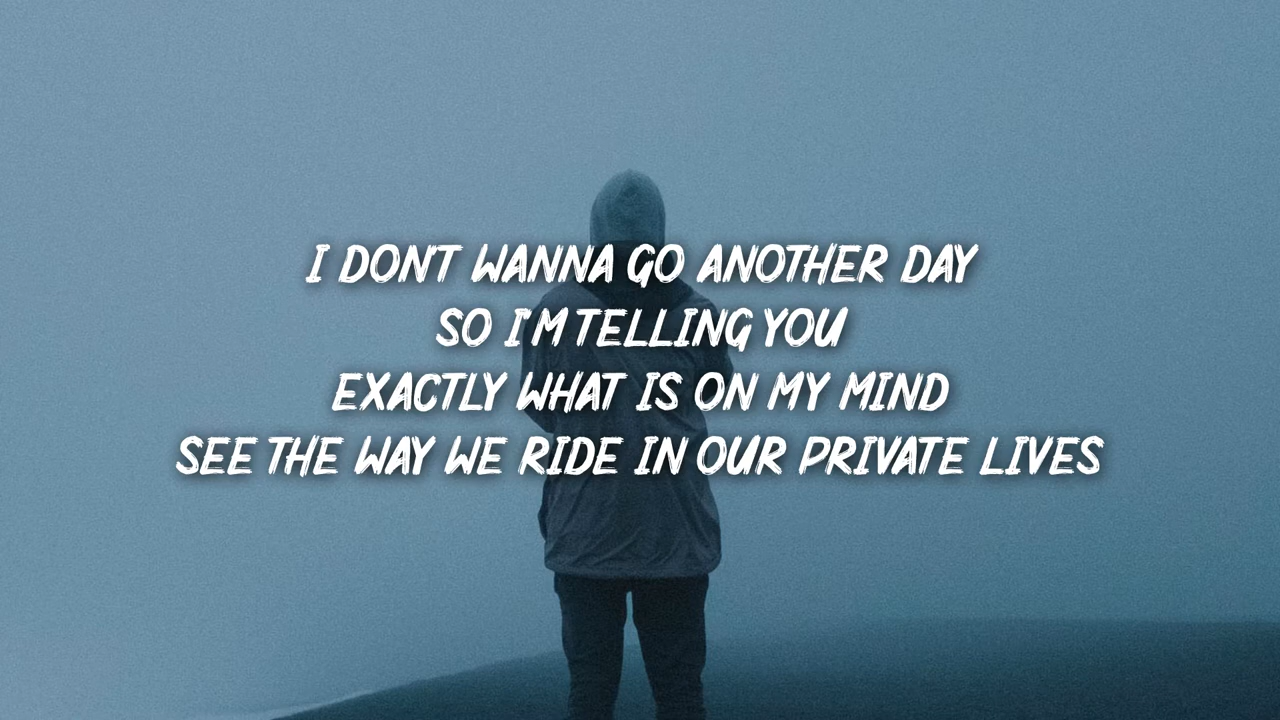 I DON'T WANNA GO ANOTHER DAY
SO I'M TELLING YOU
EXACTLY WHAT IS ON MY MIND
SEE THE WAY WE RIDE IN OUR PRIVATE LIVES